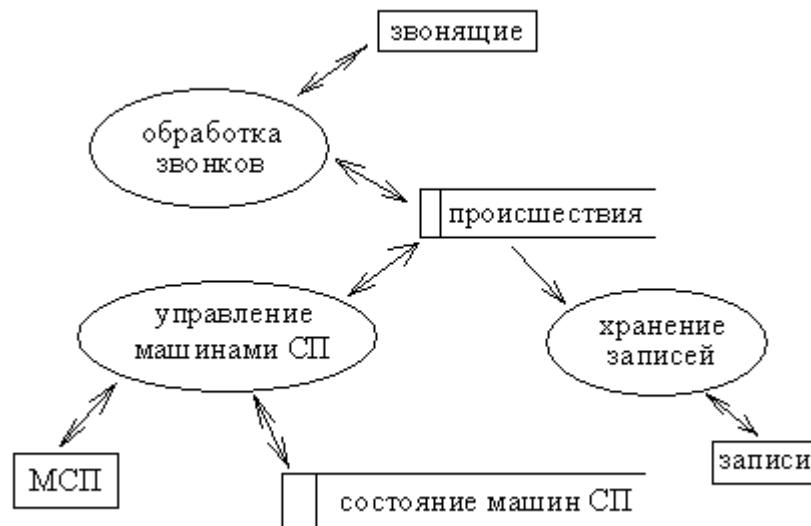 звонящие
обработка
звонков
происшествия
управление
машинами СП
хранение
записей
МСП
состояние машин СП
записи